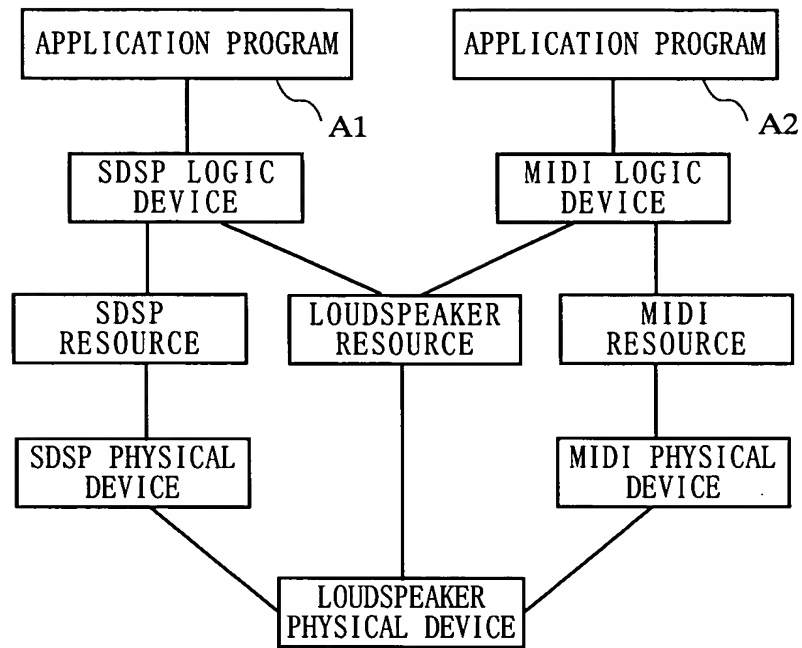 APPLICATION PROGRAM
APPLICATION PROGRAM
A1
A2
SDSP LOGIC
DEVICE
MIDI LOGIC
DEVICE
SDSP
RESOURCE
LOUDSPEAKER
RESOURCE
MIDI
RESOURCE
SDSP PHYSICAL
DEVICE
MIDI PHYSICAL
DEVICE
LOUDSPEAKER
PHYSICAL DEVICE